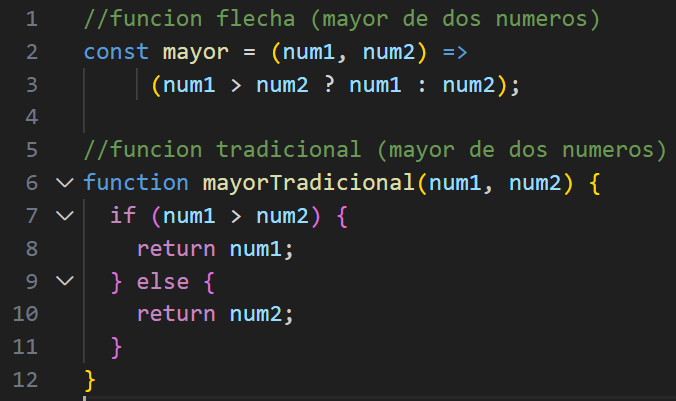 1 //funcion flecha (mayor de dos numeros)
2 const mayor = (num1, num2) =>
3 (num1 > num2 ? num1 : num2);
4
5 //funcion tradicional (mayor de dos numeros)
6 function mayorTradicional(num1, num2) {
7 if (num1 > num2) {
8 return num1;
9 } else {
10 return num2;
11 }
12 }